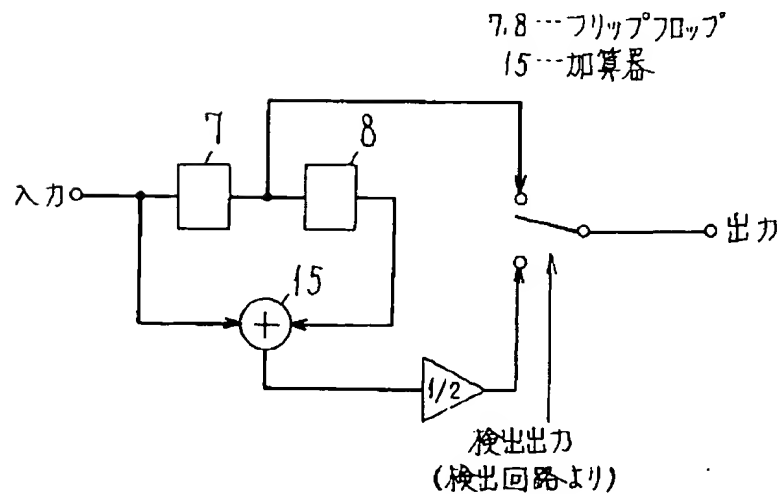 7,8…フリップフロップ
15…加算器
7
8
入力
出力
15
+
1/2
検出出力
(検出回路より)